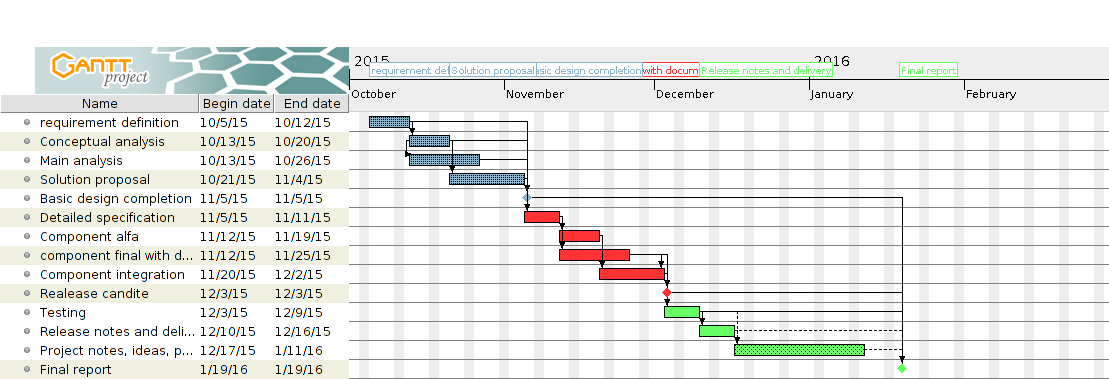 GANTT
project
2015
2016
requirement def
Solution proposal
sic design completion
with docum
Release notes and delivery
Final report
October
November
December
January
February
Name Begin date End date
requirement definition 10/5/15 10/12/15
Conceptual analysis 10/13/15 10/20/15
Main analysis 10/13/15 10/26/15
Solution proposal 10/21/15 11/4/15
Basic design completion 11/5/15 11/5/15
Detailed specification 11/5/15 11/11/15
Component alfa 11/12/15 11/19/15
component final with d... 11/12/15 11/25/15
Component integration 11/20/15 12/2/15
Realease candite 12/3/15 12/3/15
Testing 12/3/15 12/9/15
Release notes and deli... 12/10/15 12/16/15
Project notes, ideas, p... 12/17/15 1/11/16
Final report 1/19/16 1/19/16